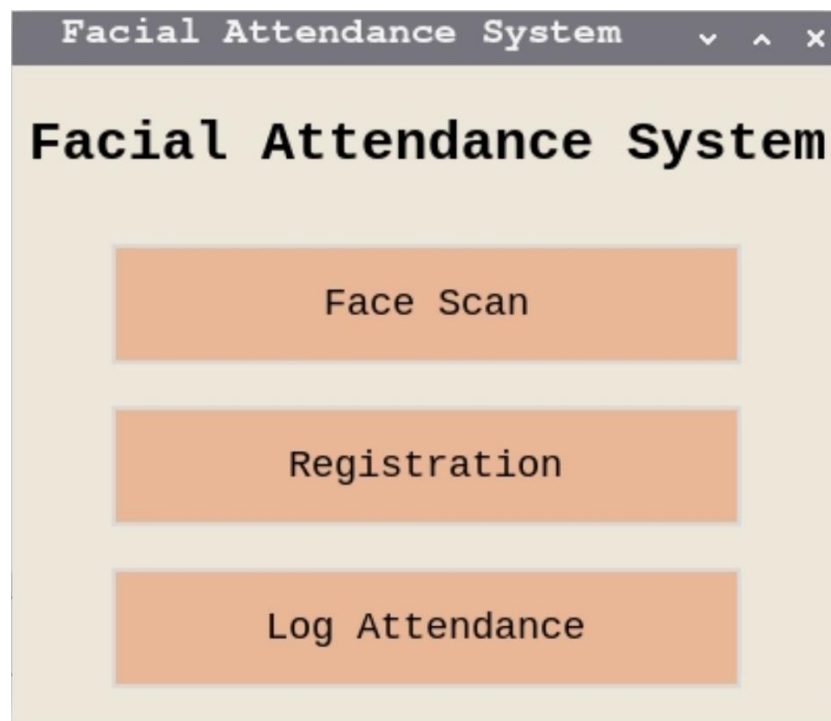 Facial Attendance System
Facial Attendance System
Face Scan
Registration
Log Attendance